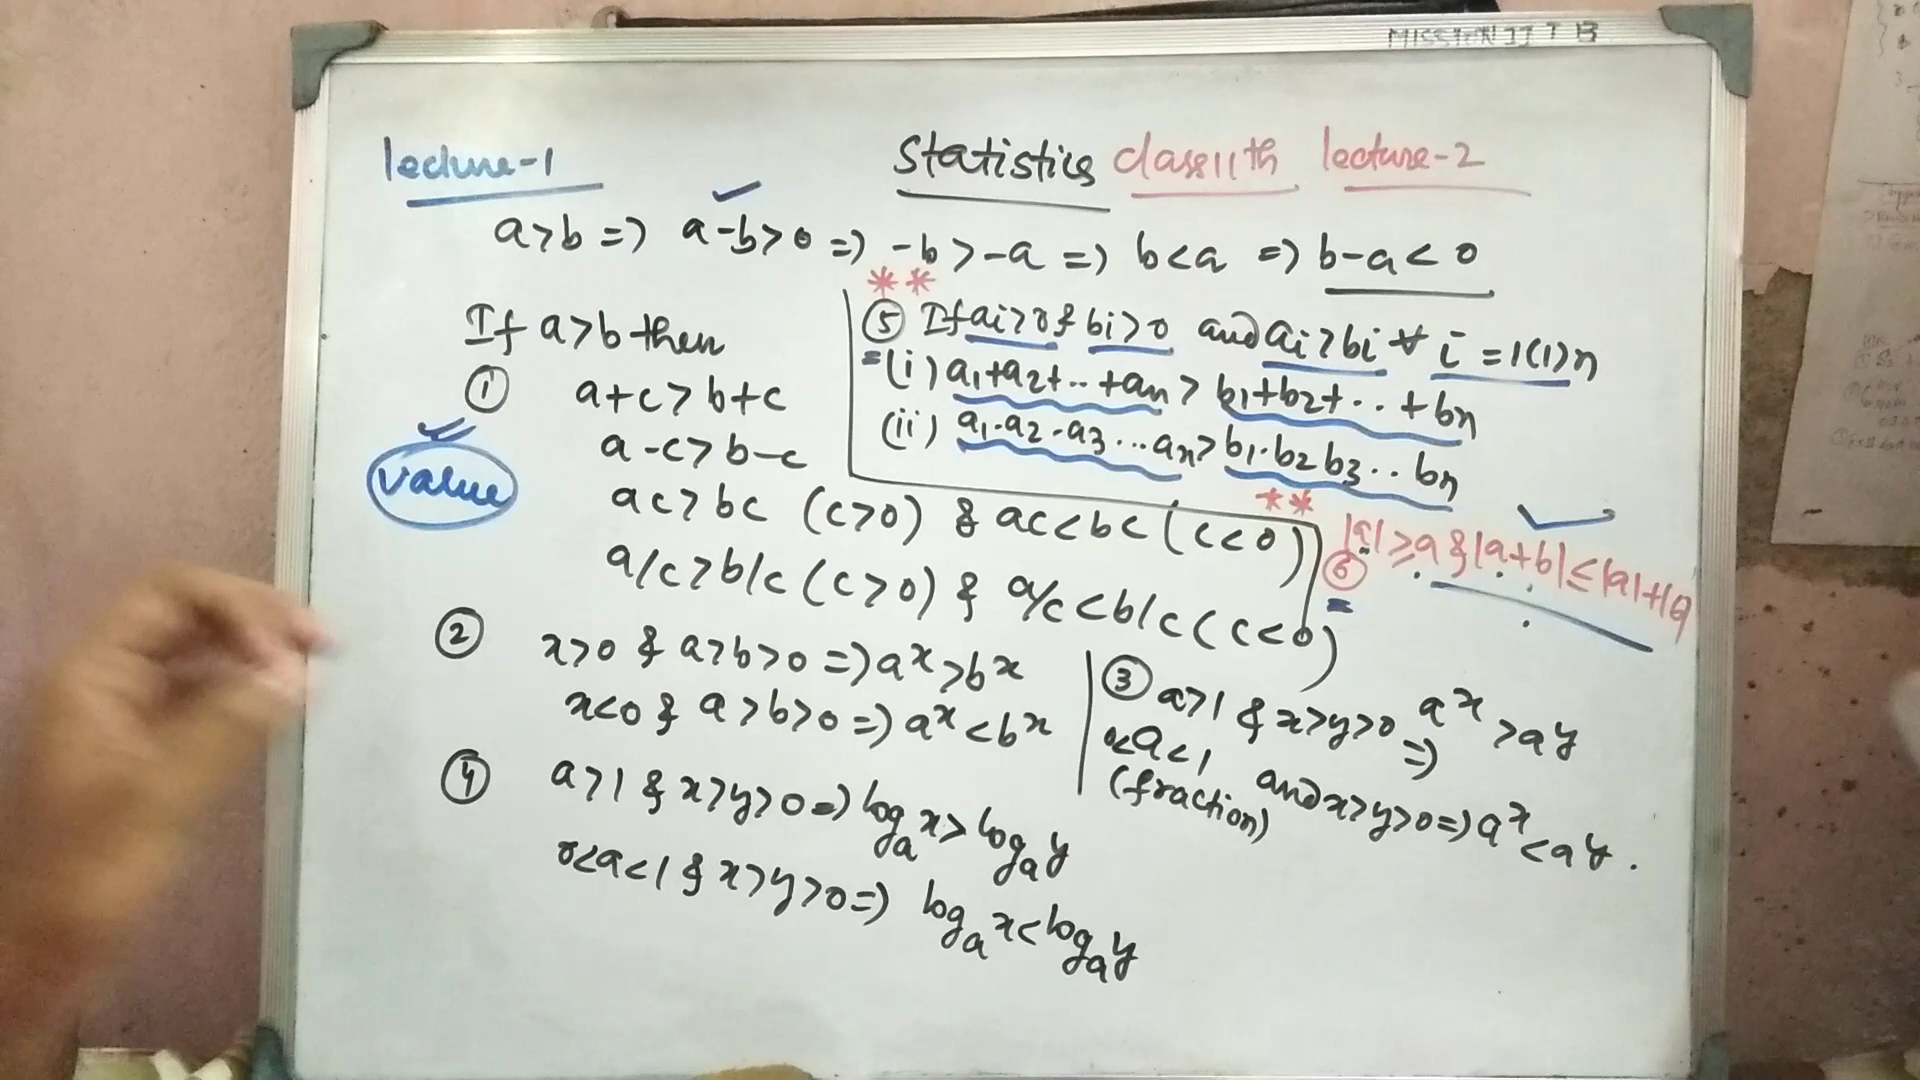 MISSION IIT B
lecture-1
Statistics class 11th lecture-2
a>b => a-b>0 => -b>-a => b<a => b-a<0
If a>b then
① a+c>b+c
a-c>b-c
value
ac>bc (c>0) & ac<bc (c<0)
a/c>b/c (c>0) & a/c<b/c (c<0)
**
⑤ If ai>0 & bi>0 and ai>bi ∀ i = 1(1)n
=(i) a1+a2+..+an > b1+b2+..+bn
(ii) a1.a2.a3...an > b1.b2 b3..bn
**
⑥ |a| ≥ a & |a+b| ≤ |a|+|b|
② x>0 & a>b>0 => a^x > b^x
x<0 & a>b>0 => a^x < b^x
③ a>1 & x>y>0 => a^x > a^y
0<a<1 and x>y>0 => a^x < a^y.
(fraction)
④ a>1 & x>y>0 => log_a x > log_a y
0<a<1 & x>y>0 => log_a x < log_a y